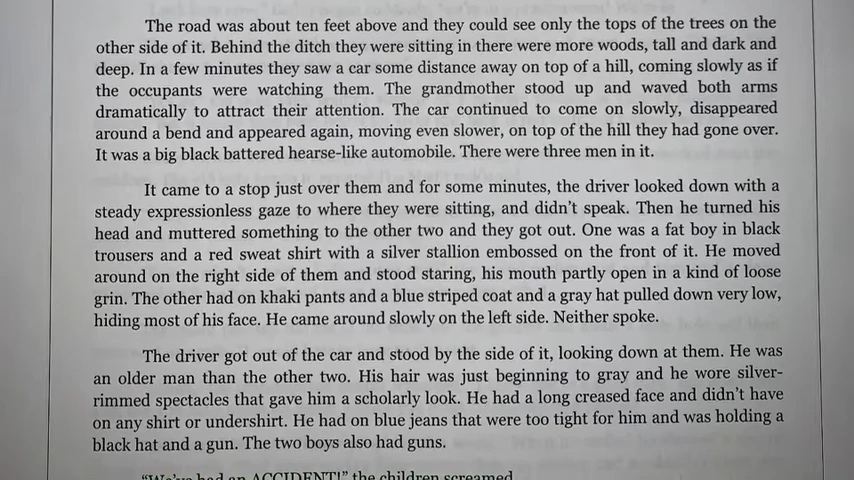 The road was about ten feet above and they could see only the tops of the trees on the
other side of it. Behind the ditch they were sitting in there were more woods, tall and dark and
deep. In a few minutes they saw a car some distance away on top of a hill, coming slowly as if
the occupants were watching them. The grandmother stood up and waved both arms
dramatically to attract their attention. The car continued to come on slowly, disappeared
around a bend and appeared again, moving even slower, on top of the hill they had gone over.
It was a big black battered hearse-like automobile. There were three men in it.
It came to a stop just over them and for some minutes, the driver looked down with a
steady expressionless gaze to where they were sitting, and didn’t speak. Then he turned his
head and muttered something to the other two and they got out. One was a fat boy in black
trousers and a red sweat shirt with a silver stallion embossed on the front of it. He moved
around on the right side of them and stood staring, his mouth partly open in a kind of loose
grin. The other had on khaki pants and a blue striped coat and a gray hat pulled down very low,
hiding most of his face. He came around slowly on the left side. Neither spoke.
The driver got out of the car and stood by the side of it, looking down at them. He was
an older man than the other two. His hair was just beginning to gray and he wore silver-
rimmed spectacles that gave him a scholarly look. He had a long creased face and didn’t have
on any shirt or undershirt. He had on blue jeans that were too tight for him and was holding a
black hat and a gun. The two boys also had guns.
“We’ve had an ACCIDENT!” the children screamed.